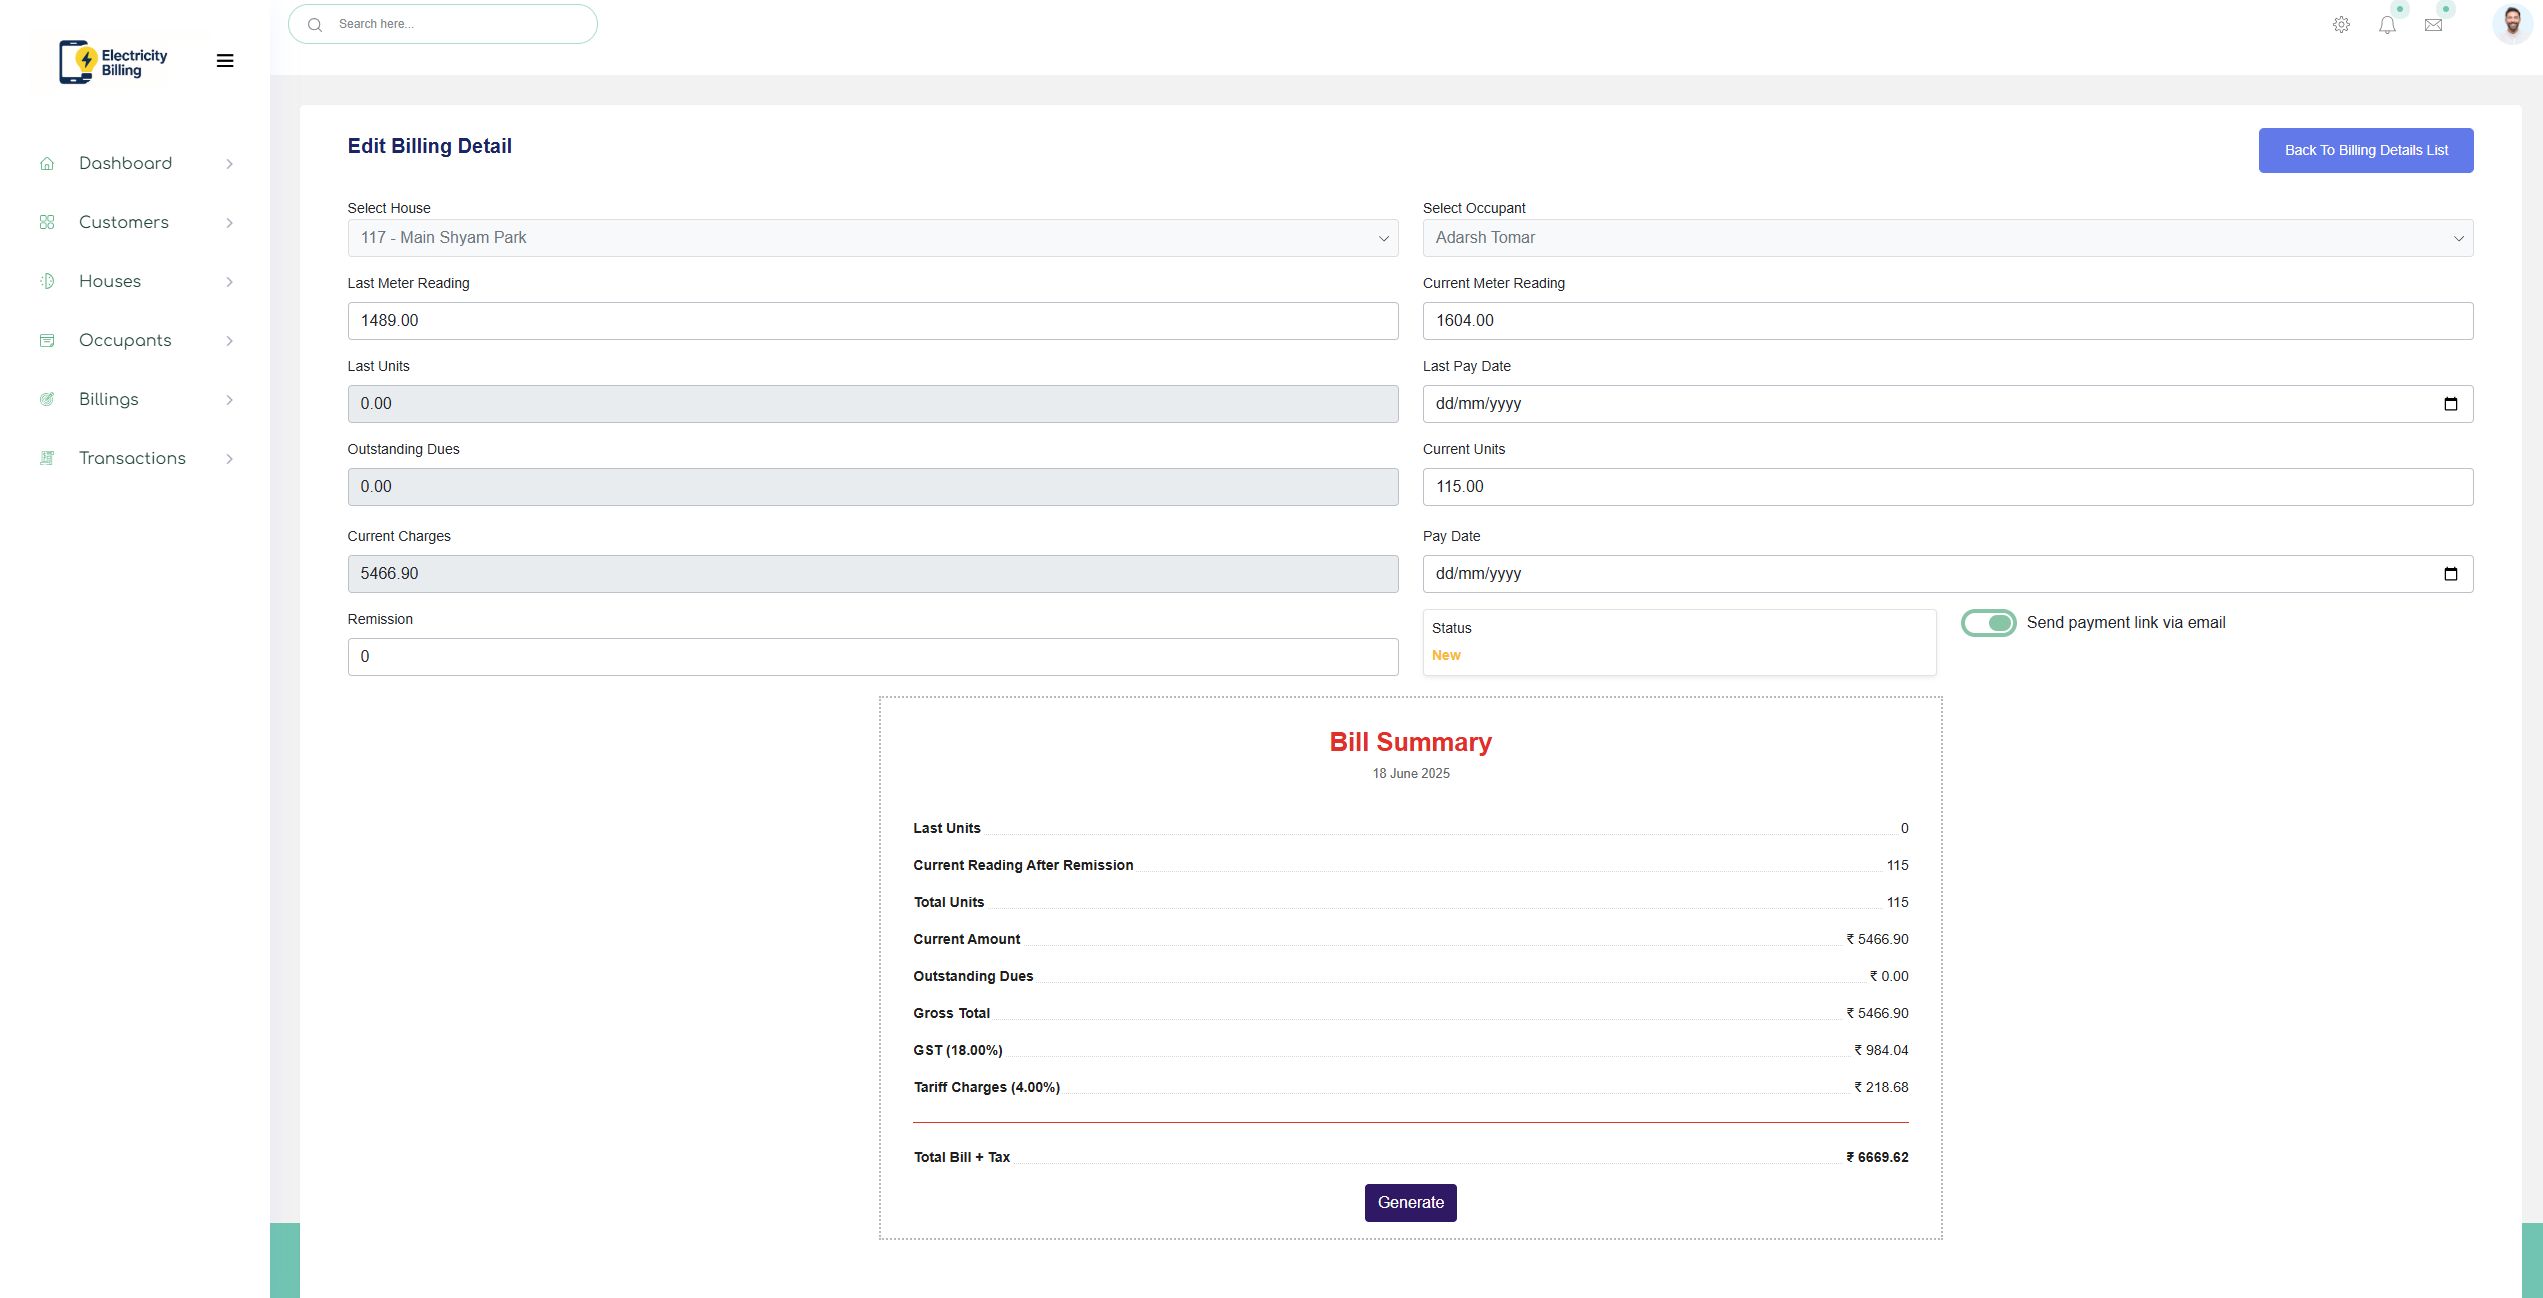 Search here...
Electricity
Billing
Dashboard
Customers
Houses
Occupants
Billings
Transactions
Edit Billing Detail
Back To Billing Details List
Select House
Select Occupant
117 - Main Shyam Park
Adarsh Tomar
Last Meter Reading
Current Meter Reading
1489.00
1604.00
Last Units
Last Pay Date
0.00
dd/mm/yyyy
Outstanding Dues
Current Units
0.00
115.00
Current Charges
Pay Date
5466.90
dd/mm/yyyy
Remission
0
Status
New
Send payment link via email
Bill Summary
18 June 2025
Last Units 0
Current Reading After Remission 115
Total Units 115
Current Amount ₹ 5466.90
Outstanding Dues ₹ 0.00
Gross Total ₹ 5466.90
GST (18.00%) ₹ 984.04
Tariff Charges (4.00%) ₹ 218.68
Total Bill + Tax ₹ 6669.62
Generate